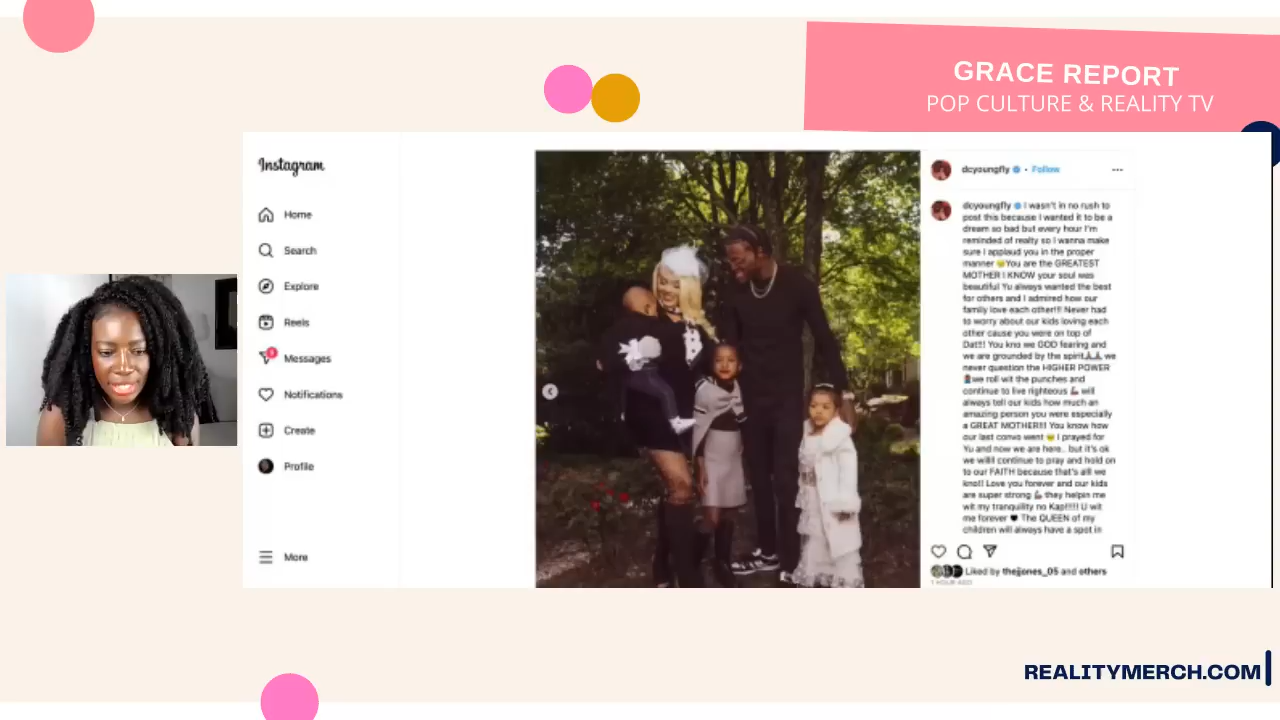 GRACE REPORT
POP CULTURE & REALITY TV
Instagram
Home
Search
Explore
Reels
Messages
Notifications
Create
Profile
More
dcyoungfly • Follow
dcyoungfly I wasn't in no rush to
post this because I wanted it to be a
dream so bad but every hour I'm
reminded of realty so I wanna make
sure I applaud you in the proper
manner 😢You are the GREATEST
MOTHER I KNOW your soul was
beautiful Yu always wanted the best
for others and I admired how our
family love each other!!! Never had
to worry about our kids loving each
other cause you were on top of
Dat!!! You kno we GOD fearing and
we are grounded by the spirit🙏🏾🙏🏾 we
never question the HIGHER POWER
🤷🏾‍♂️we roll wit the punches and
continue to live righteous 💪🏾 will
always tell our kids how much an
amazing person you were especially
a GREAT MOTHER!!! You know how
our last convo went 😢 I prayed for
Yu and now we are here.. but it's ok
we willl continue to pray and hold on
to our FAITH because that's alll we
kno!! Love you forever and our kids
are super strong 💪🏾 they helpin me
wit my tranquility no Kap!!!!! U wit
me forever 🖤 The QUEEN of my
children will always have a spot in
Liked by thejjones_05 and others
1 HOUR AGO
REALITYMERCH.COM